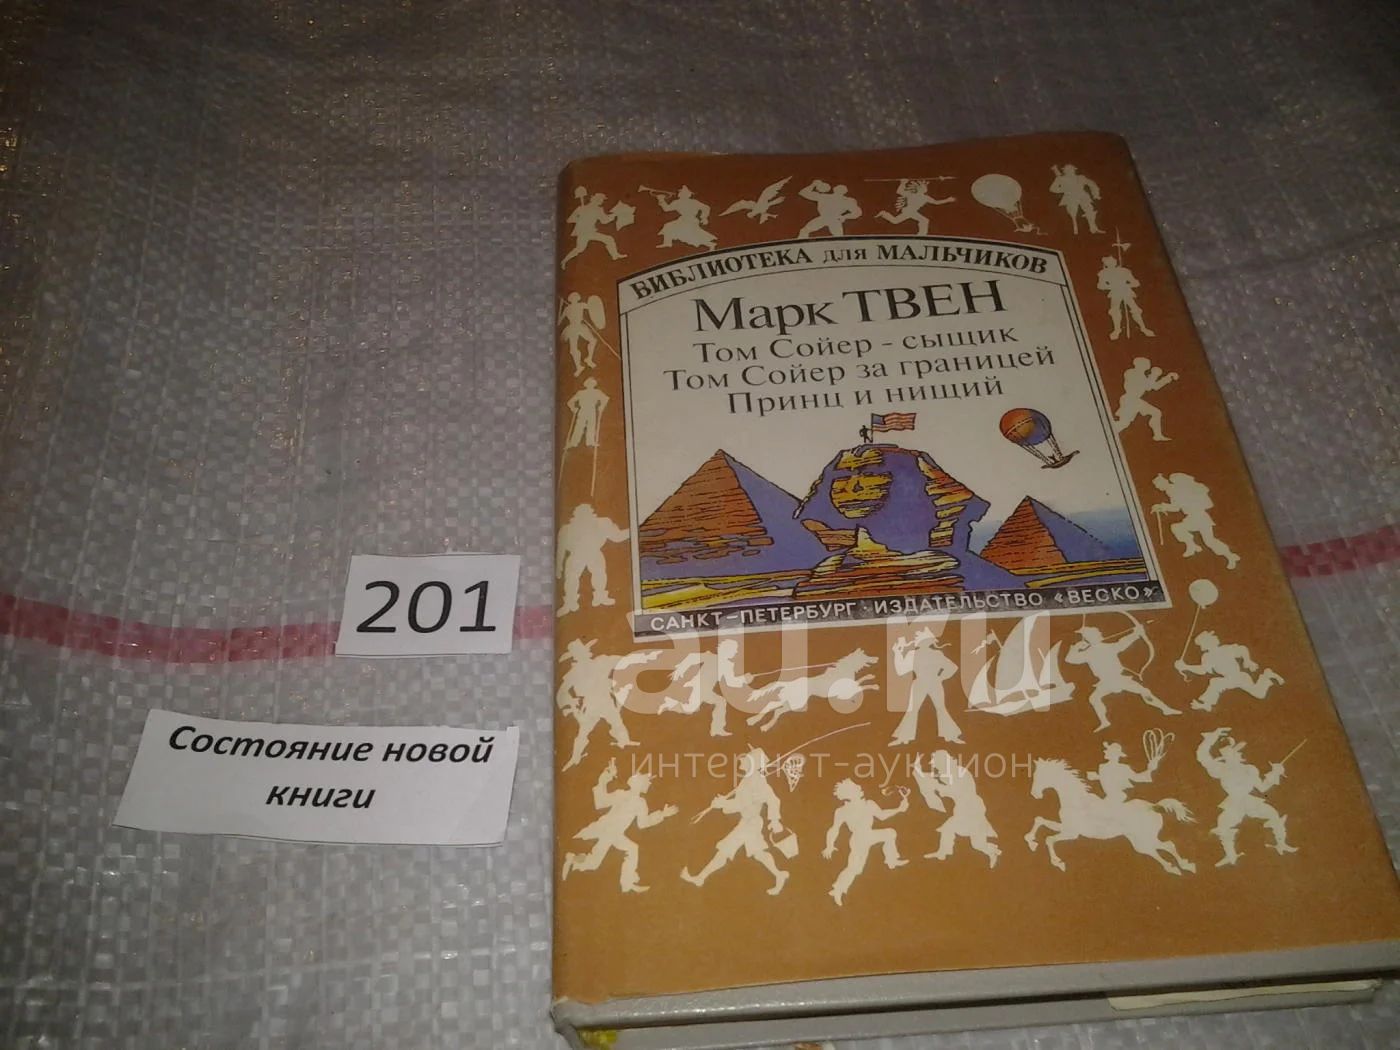 БИБЛИОТЕКА для МАЛЬЧИКОВ
Марк ТВЕН
Том Сойер - сыщик
Том Сойер за границей
Принц и нищий
САНКТ-ПЕТЕРБУРГ · ИЗДАТЕЛЬСТВО «ВЕСКО»
201
Состояние новой
книги
au.ru
интернет-аукцион